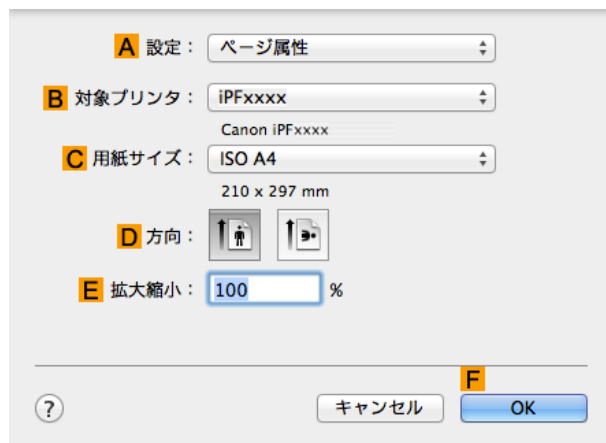 A 設定： ページ属性
B 対象プリンタ： iPFxxxx
Canon iPFxxxx
C 用紙サイズ： ISO A4
210 x 297 mm
D 方向：
E 拡大縮小： 100 %
F
? キャンセル OK